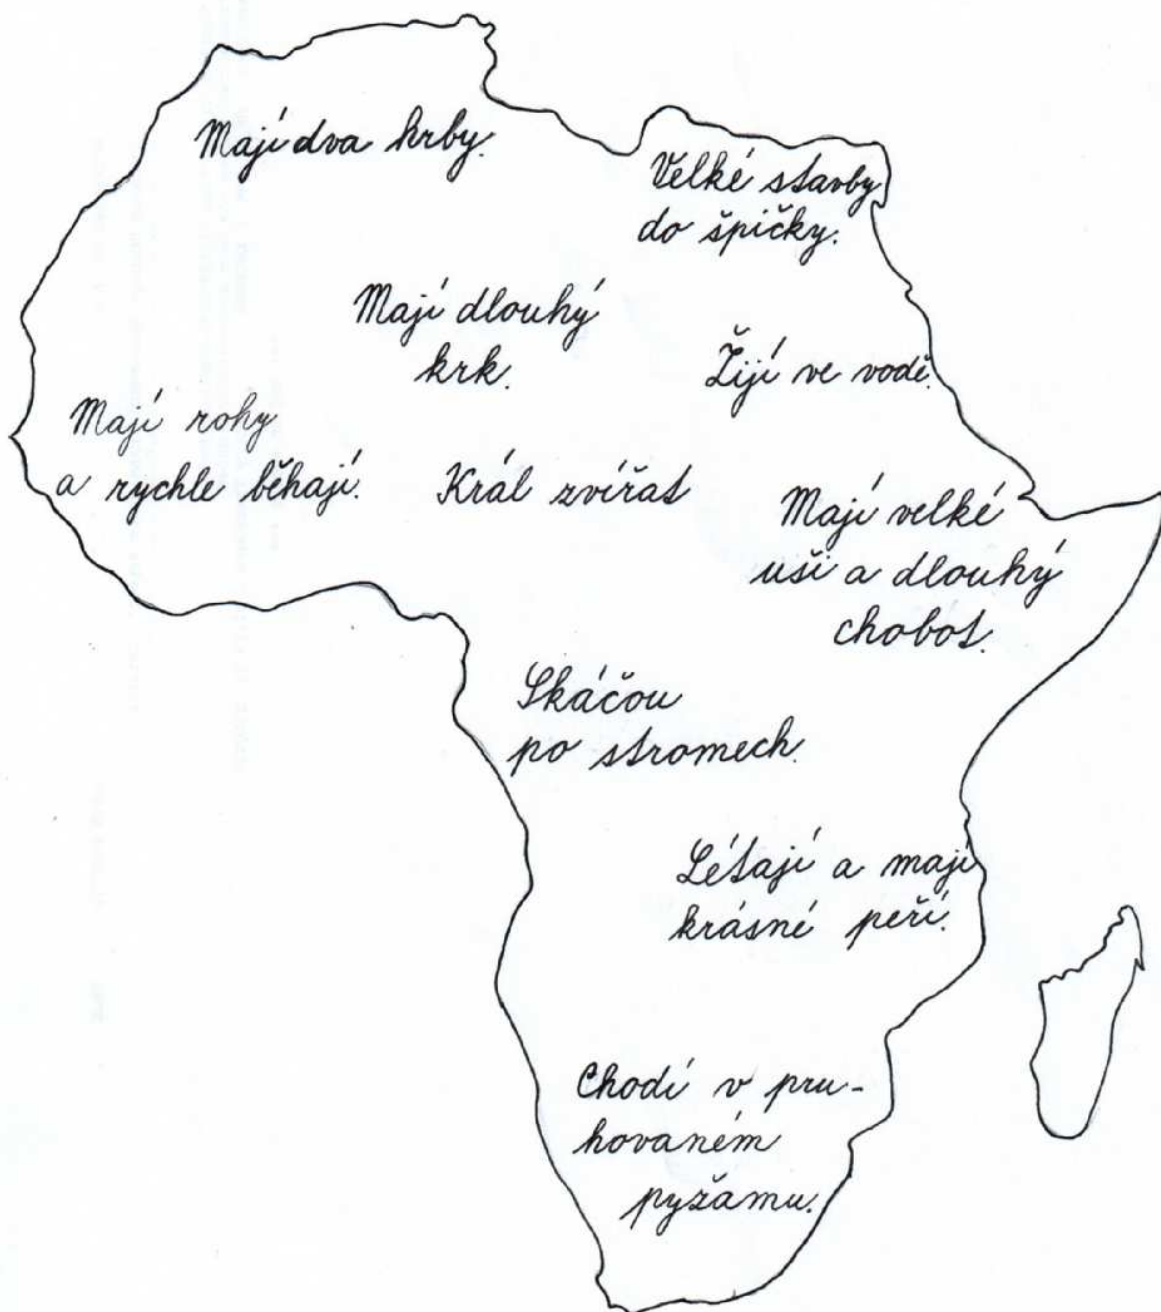 Mají dva hrby.
Velké stavby
do špičky.
Mají dlouhý
krk.
Žijí ve vodě.
Mají rohy
a rychle běhají.
Král zvířat
Mají velké
uši a dlouhý
chobot.
Skáčou
po stromech.
Létají a mají
krásné peří.
Chodí v pru-
hovaném
pyžamu.